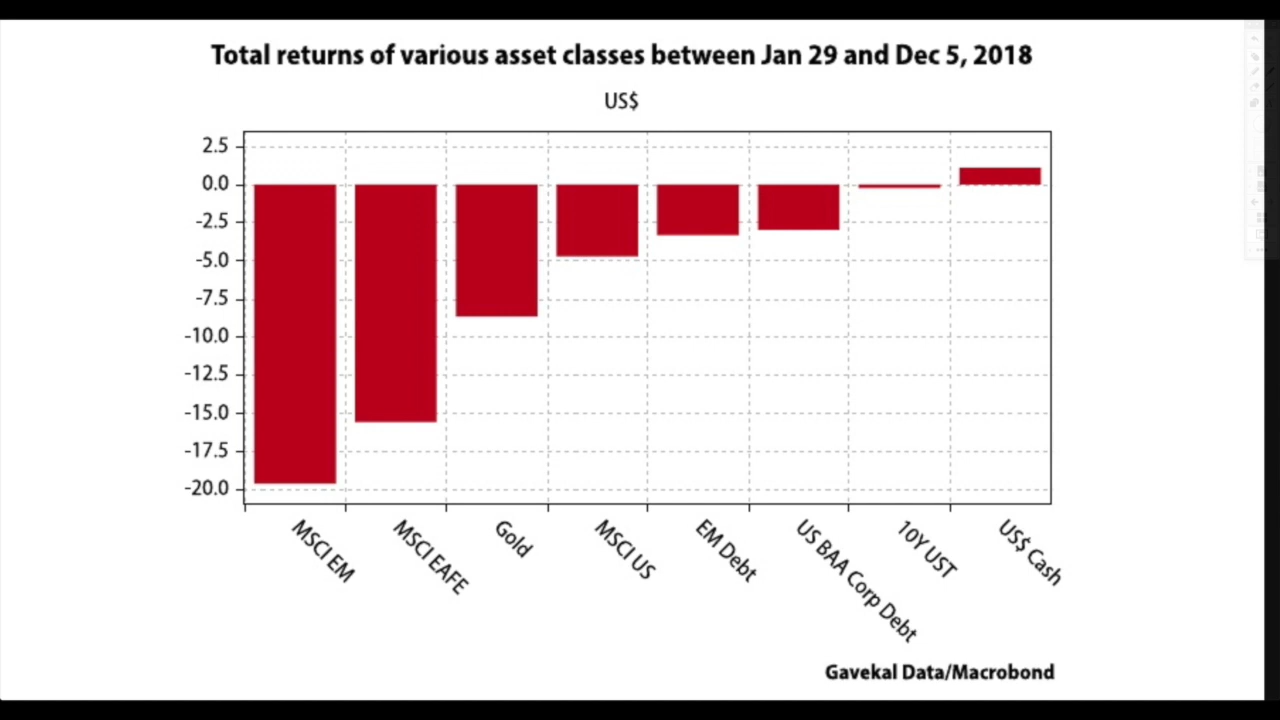 Total returns of various asset classes between Jan 29 and Dec 5, 2018
US$
2.5
0.0
-2.5
-5.0
-7.5
-10.0
-12.5
-15.0
-17.5
-20.0
MSCI EM
MSCI EAFE
Gold
MSCI US
EM Debt
US BAA Corp Debt
10Y UST
US$ Cash
Gavekal Data/Macrobond